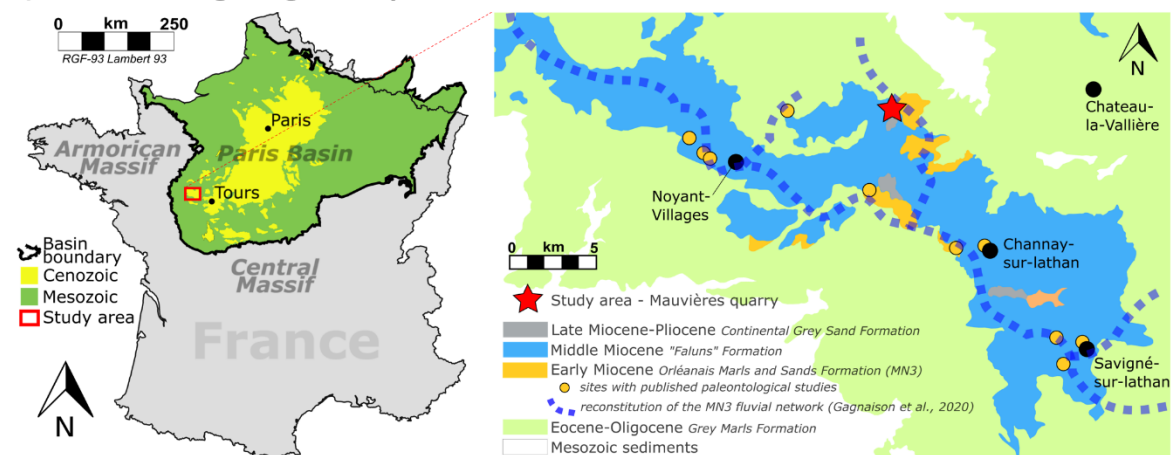 0 km 250
RGF-93 Lambert 93
Paris
Armorican
Massif
Paris Basin
Tours
Basin
boundary
Cenozoic
Mesozoic
Study area
Central
Massif
France
N
N
Chateau-
la-Vallière
Noyant-
Villages
0 km 5
Channay-
sur-lathan
Savigné-
sur-lathan
Study area - Mauvières quarry
Late Miocene-Pliocene Continental Grey Sand Formation
Middle Miocene "Faluns" Formation
Early Miocene Orléanais Marls and Sands Formation (MN3)
sites with published paleontological studies
reconstitution of the MN3 fluvial network (Gagnaison et al., 2020)
Eocene-Oligocene Grey Marls Formation
Mesozoic sediments